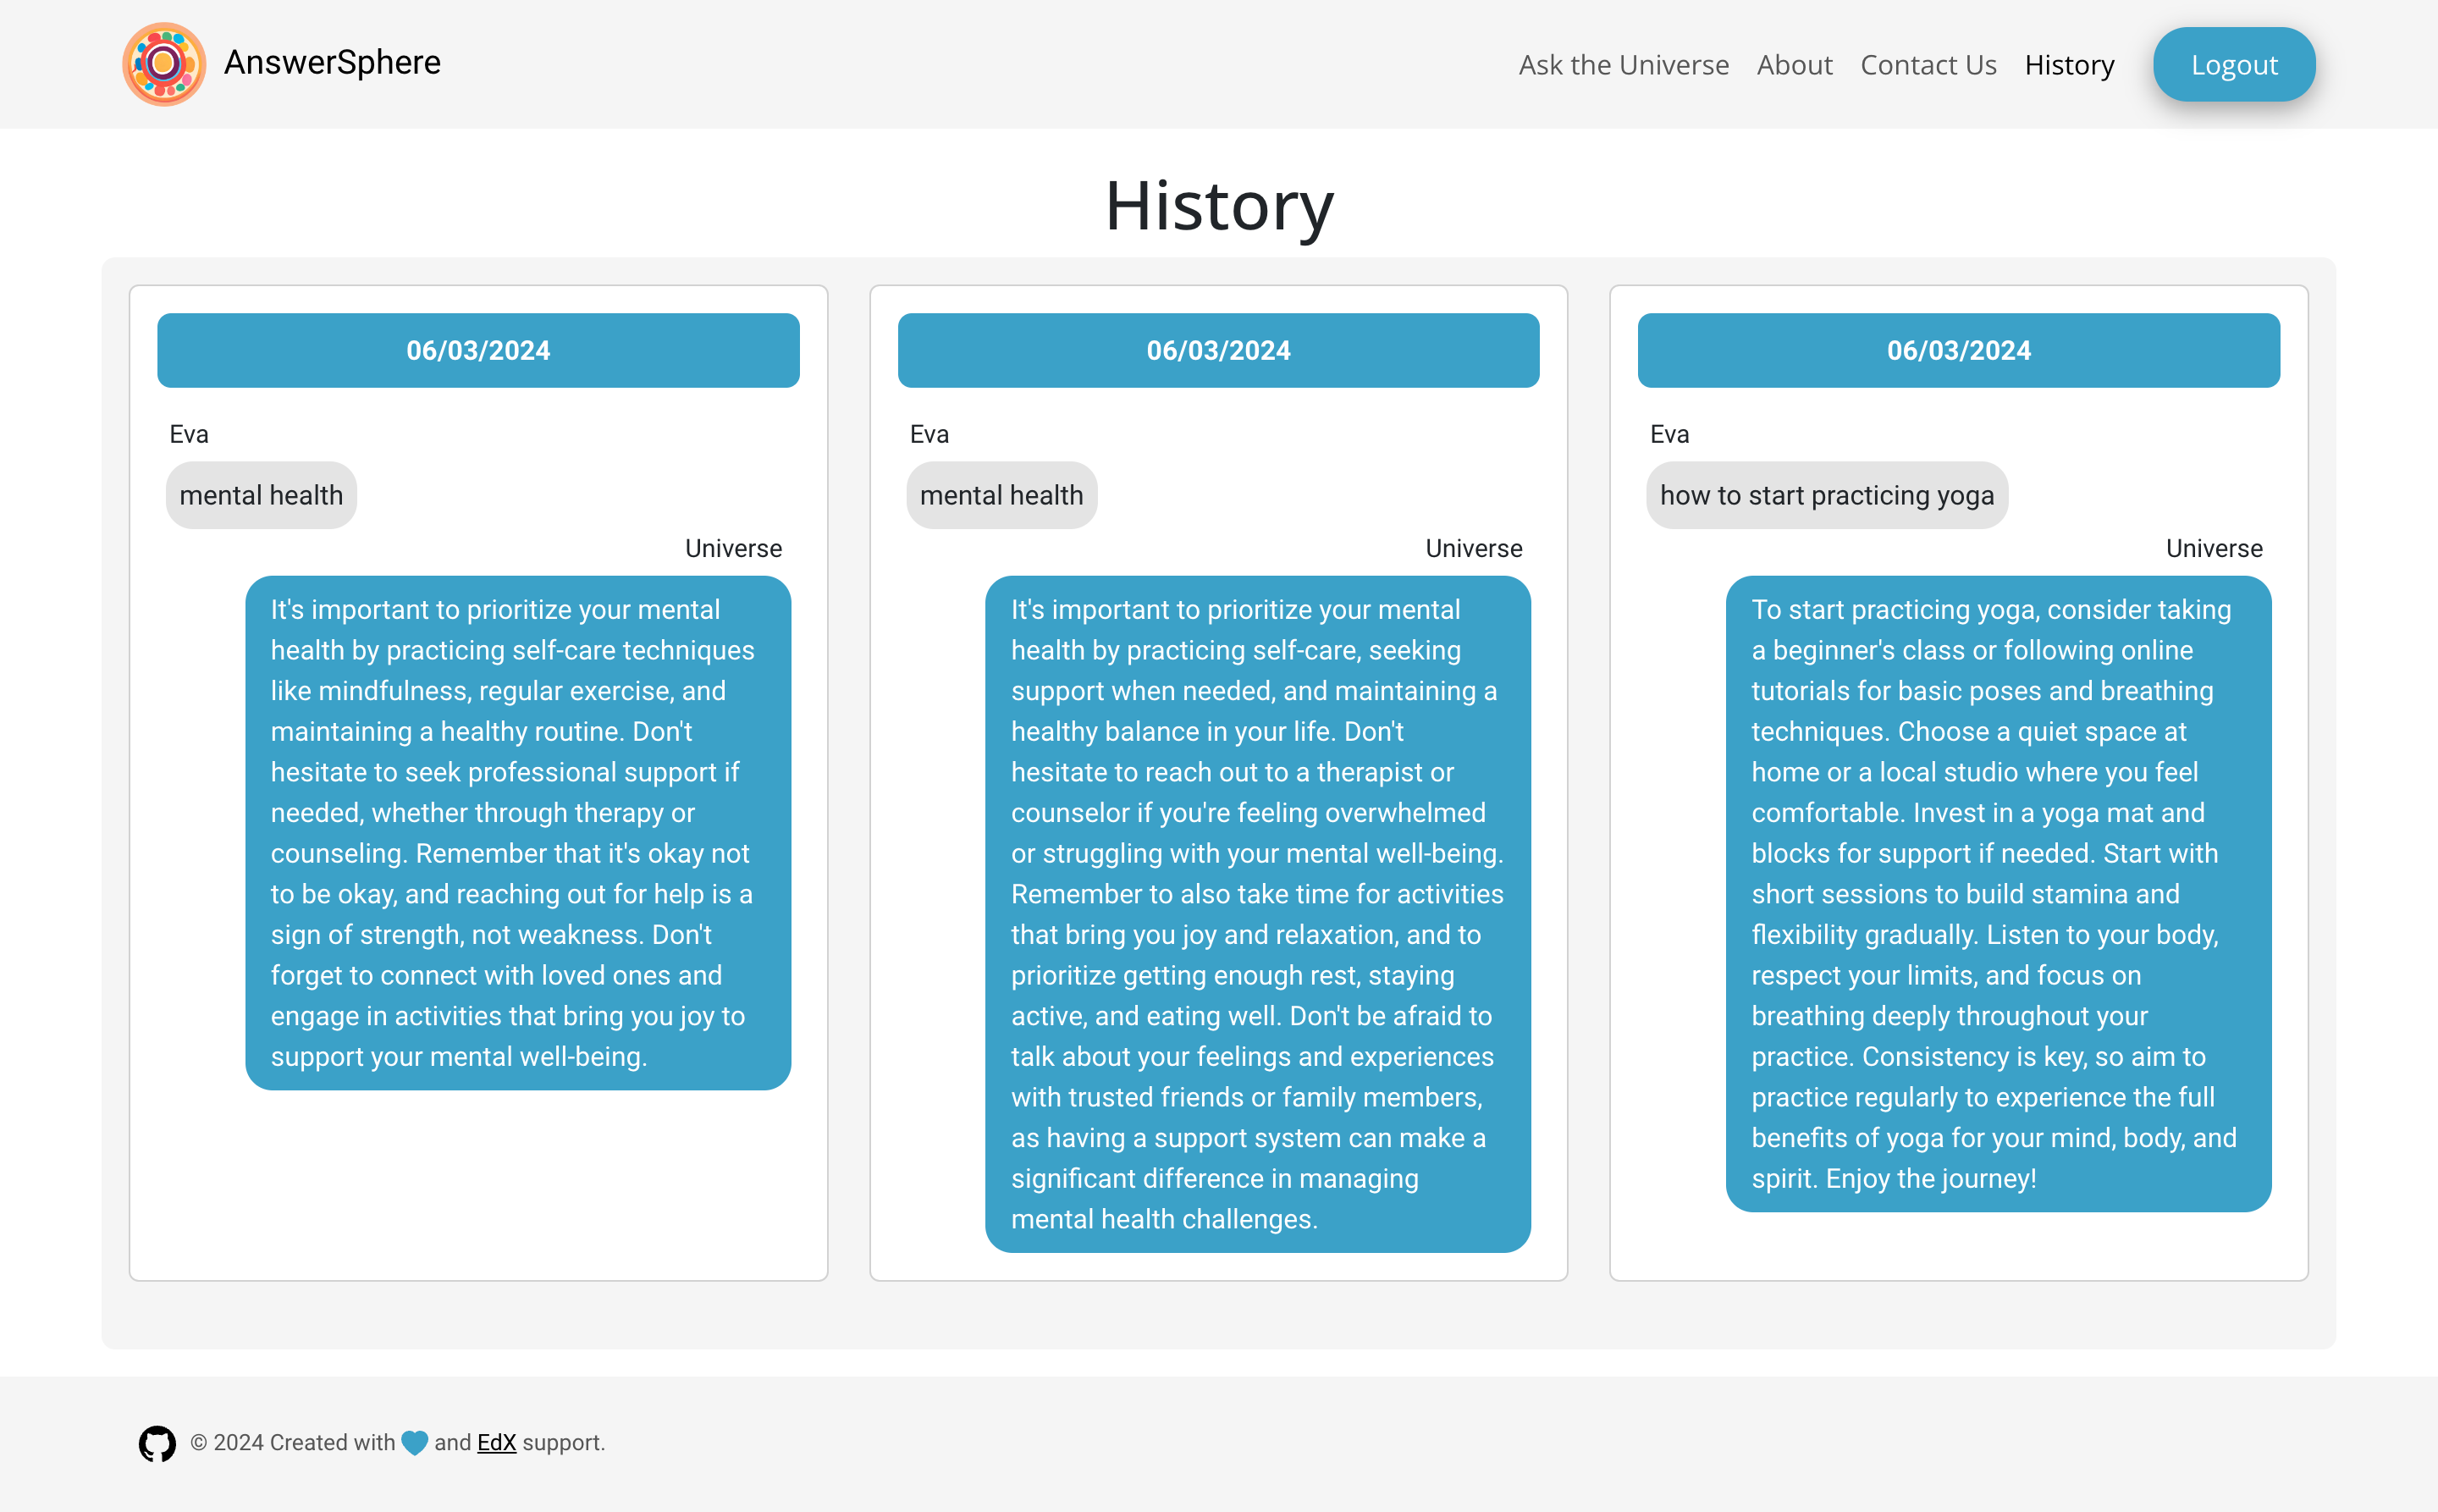 AnswerSphere
Ask the Universe About Contact Us History Logout
History
06/03/2024
Eva
mental health
Universe
It's important to prioritize your mental
health by practicing self-care techniques
like mindfulness, regular exercise, and
maintaining a healthy routine. Don't
hesitate to seek professional support if
needed, whether through therapy or
counseling. Remember that it's okay not
to be okay, and reaching out for help is a
sign of strength, not weakness. Don't
forget to connect with loved ones and
engage in activities that bring you joy to
support your mental well-being.
06/03/2024
Eva
mental health
Universe
It's important to prioritize your mental
health by practicing self-care, seeking
support when needed, and maintaining a
healthy balance in your life. Don't
hesitate to reach out to a therapist or
counselor if you're feeling overwhelmed
or struggling with your mental well-being.
Remember to also take time for activities
that bring you joy and relaxation, and to
prioritize getting enough rest, staying
active, and eating well. Don't be afraid to
talk about your feelings and experiences
with trusted friends or family members,
as having a support system can make a
significant difference in managing
mental health challenges.
06/03/2024
Eva
how to start practicing yoga
Universe
To start practicing yoga, consider taking
a beginner's class or following online
tutorials for basic poses and breathing
techniques. Choose a quiet space at
home or a local studio where you feel
comfortable. Invest in a yoga mat and
blocks for support if needed. Start with
short sessions to build stamina and
flexibility gradually. Listen to your body,
respect your limits, and focus on
breathing deeply throughout your
practice. Consistency is key, so aim to
practice regularly to experience the full
benefits of yoga for your mind, body, and
spirit. Enjoy the journey!
© 2024 Created with and EdX support.